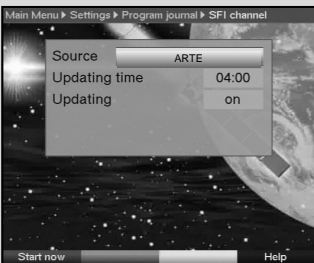 Main Menu ▶ Settings ▶ Program journal ▶ SFI channel
Source ARTE
Updating time 04:00
Updating on
Start now Help